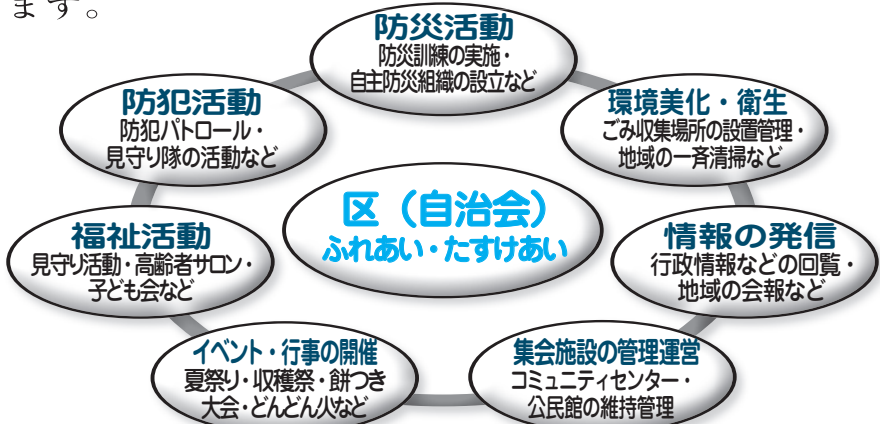 ます。
防災活動
防災訓練の実施・
自主防災組織の設立など
防犯活動
防犯パトロール・
見守り隊の活動など
環境美化・衛生
ごみ収集場所の設置管理・
地域の一斉清掃など
区（自治会）
ふれあい・たすけあい
福祉活動
見守り活動・高齢者サロン・
子ども会など
情報の発信
行政情報などの回覧・
地域の会報など
イベント・行事の開催
夏祭り・収穫祭・餅つき
大会・どんどん火など
集会施設の管理運営
コミュニティセンター・
公民館の維持管理